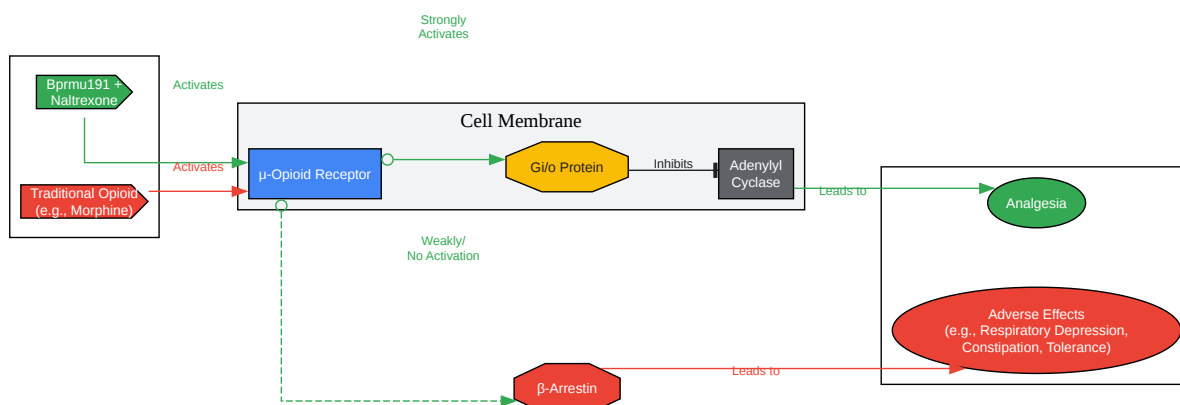 Strongly
Activates
Bprmu191 +
Naltrexone
Activates
Cell Membrane
Activates
μ-Opioid Receptor
Gi/o Protein
Inhibits
Adenylyl
Cyclase
Traditional Opioid
(e.g., Morphine)
Leads to
Analgesia
Weakly/
No Activation
Adverse Effects
(e.g., Respiratory Depression,
Constipation, Tolerance)
β-Arrestin
Leads to